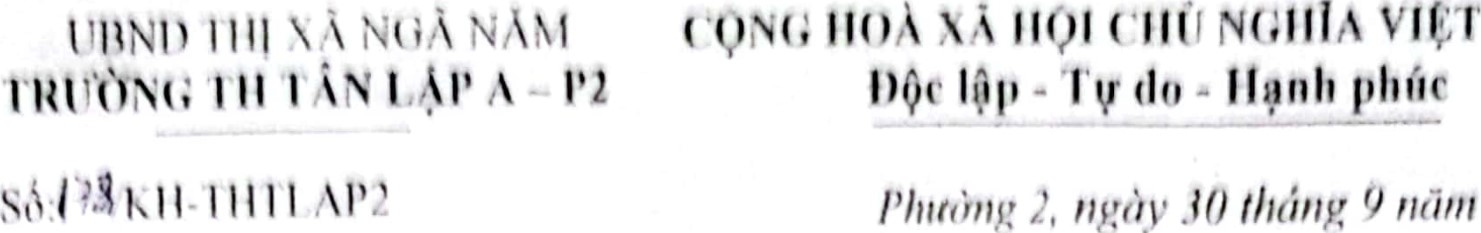 UBND THỊ XÃ NGÃ NĂM
TRƯỜNG TH TÂN LẬP A – P2
CỘNG HOÀ XÃ HỘI CHỦ NGHĨA VIỆT
Độc lập - Tự do - Hạnh phúc
Số: /KH-THTLAP2
Phường 2, ngày 30 tháng 9 năm